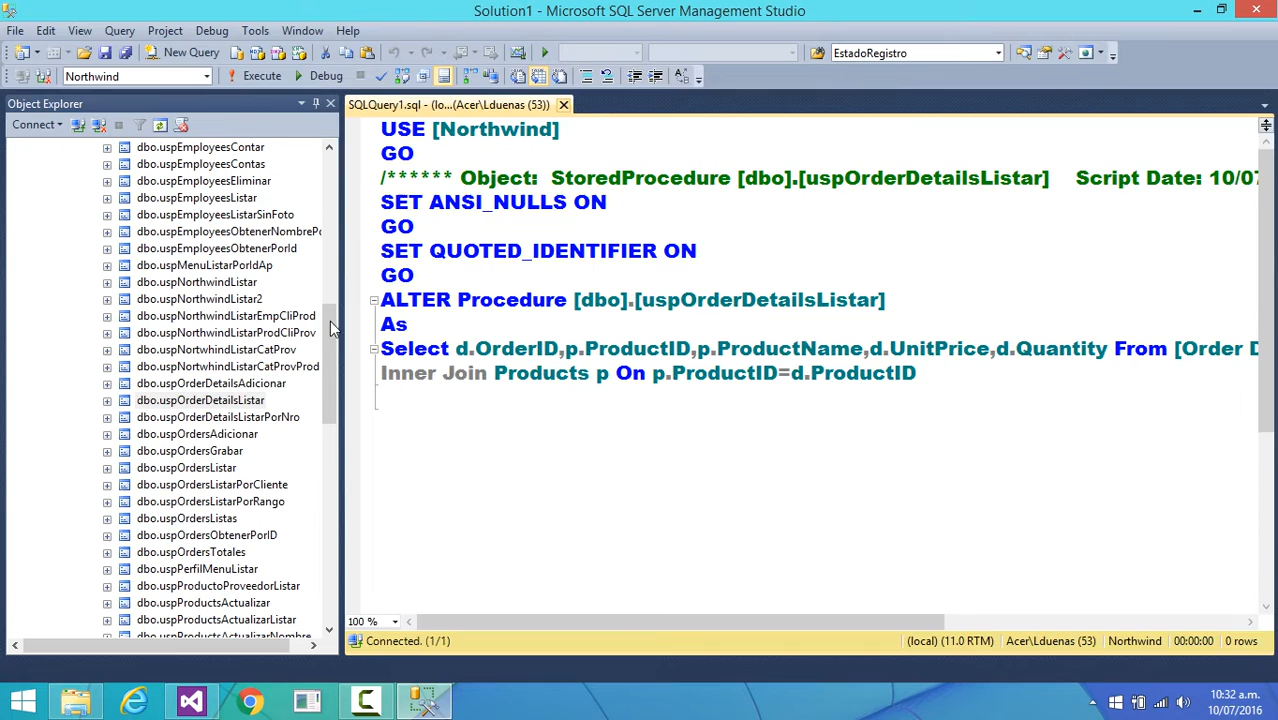 Solution1 - Microsoft SQL Server Management Studio
File Edit View Query Project Debug Tools Window Help
New Query EstadoRegistro
Northwind Execute Debug
Object Explorer
SQLQuery1.sql - (lo...(Acer\Lduenas (53))
Connect
dbo.uspEmployeesContar
dbo.uspEmployeesContas
dbo.uspEmployeesEliminar
dbo.uspEmployeesListar
dbo.uspEmployeesListarSinFoto
dbo.uspEmployeesObtenerNombrePo
dbo.uspEmployeesObtenerPorId
dbo.uspMenuListarPorIdAp
dbo.uspNorthwindListar
dbo.uspNorthwindListar2
dbo.uspNorthwindListarEmpCliProd
dbo.uspNorthwindListarProdCliProv
dbo.uspNortwhindListarCatProv
dbo.uspNortwhindListarCatProvProd
dbo.uspOrderDetailsAdicionar
dbo.uspOrderDetailsListar
dbo.uspOrderDetailsListarPorNro
dbo.uspOrdersAdicionar
dbo.uspOrdersGrabar
dbo.uspOrdersListar
dbo.uspOrdersListarPorCliente
dbo.uspOrdersListarPorRango
dbo.uspOrdersListas
dbo.uspOrdersObtenerPorID
dbo.uspOrdersTotales
dbo.uspPerfilMenuListar
dbo.uspProductoProveedorListar
dbo.uspProductsActualizar
dbo.uspProductsActualizarListar
dbo.uspProductsActualizarNombre
USE [Northwind]
GO
/****** Object:  StoredProcedure [dbo].[uspOrderDetailsListar]    Script Date: 10/07
SET ANSI_NULLS ON
GO
SET QUOTED_IDENTIFIER ON
GO
ALTER Procedure [dbo].[uspOrderDetailsListar]
As
Select d.OrderID,p.ProductID,p.ProductName,d.UnitPrice,d.Quantity From [Order D
Inner Join Products p On p.ProductID=d.ProductID
100 %
Connected. (1/1) (local) (11.0 RTM) Acer\Lduenas (53) Northwind 00:00:00 0 rows
10:32 a.m.
10/07/2016